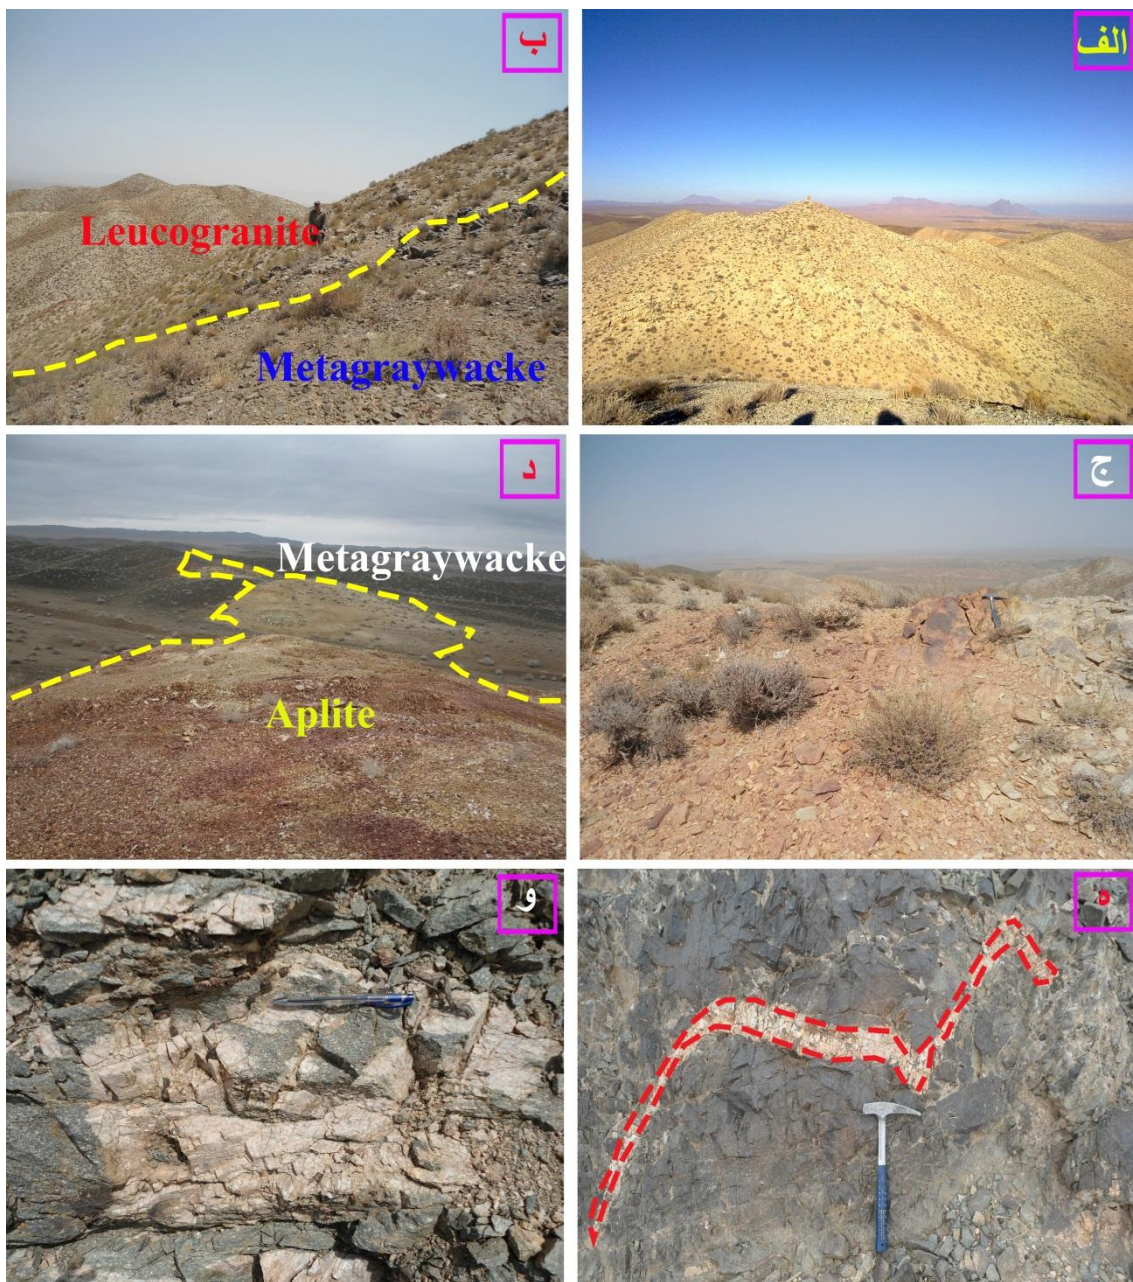 الف
ب
Leucogranite
Metagraywacke
ج
د
Metagraywacke
Aplite
ه
و